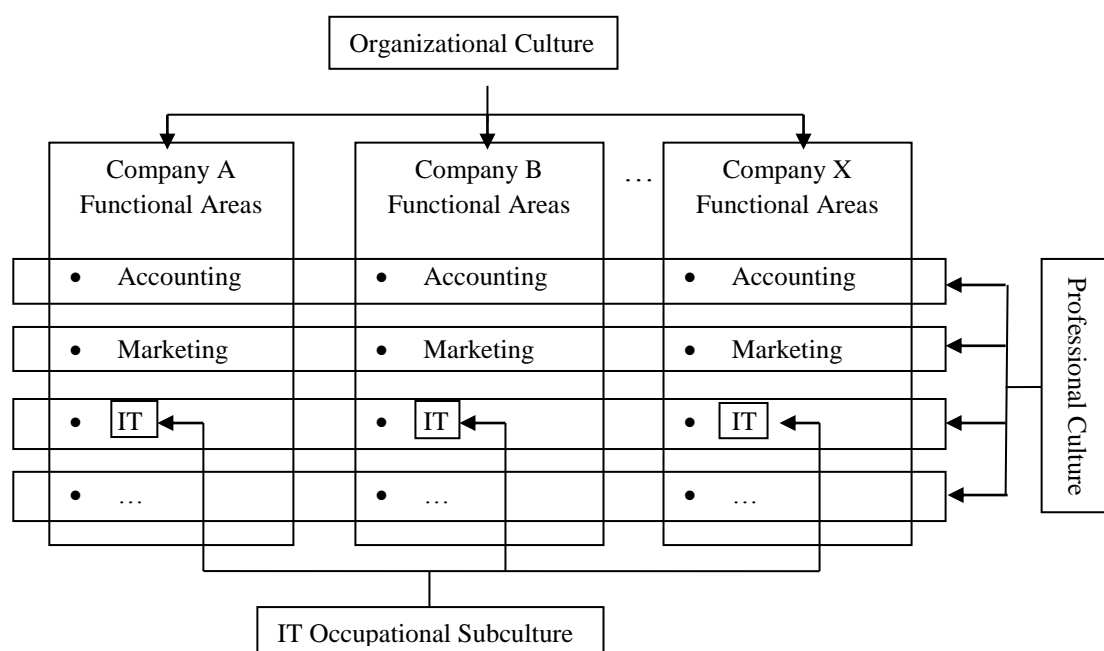 Organizational Culture
Company A
Functional Areas
Company B
Functional Areas
…
Company X
Functional Areas
• Accounting
• Accounting
• Accounting
• Marketing
• Marketing
• Marketing
• IT
• IT
• IT
• …
• …
• …
Professional Culture
IT Occupational Subculture